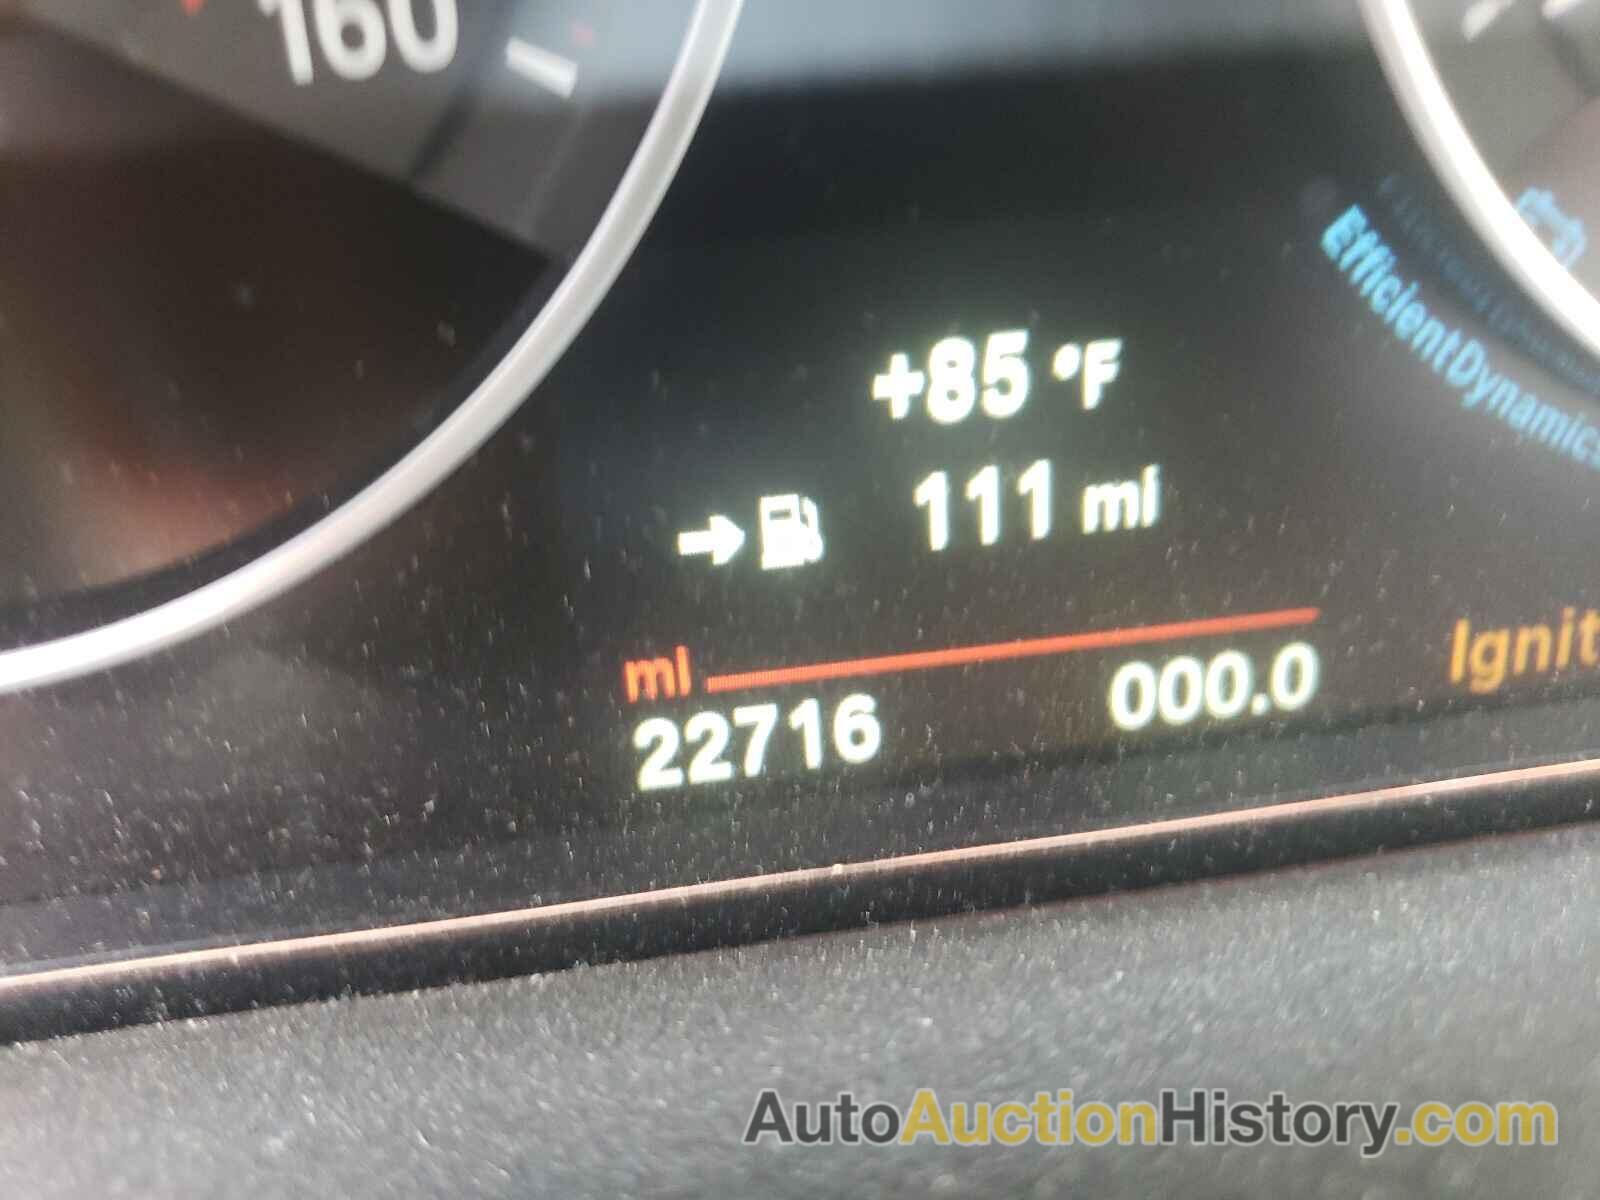 160
+85 °F
EfficientDynamics
111 mi
mi
22716
000.0
Ignit
AutoAuctionHistory.com